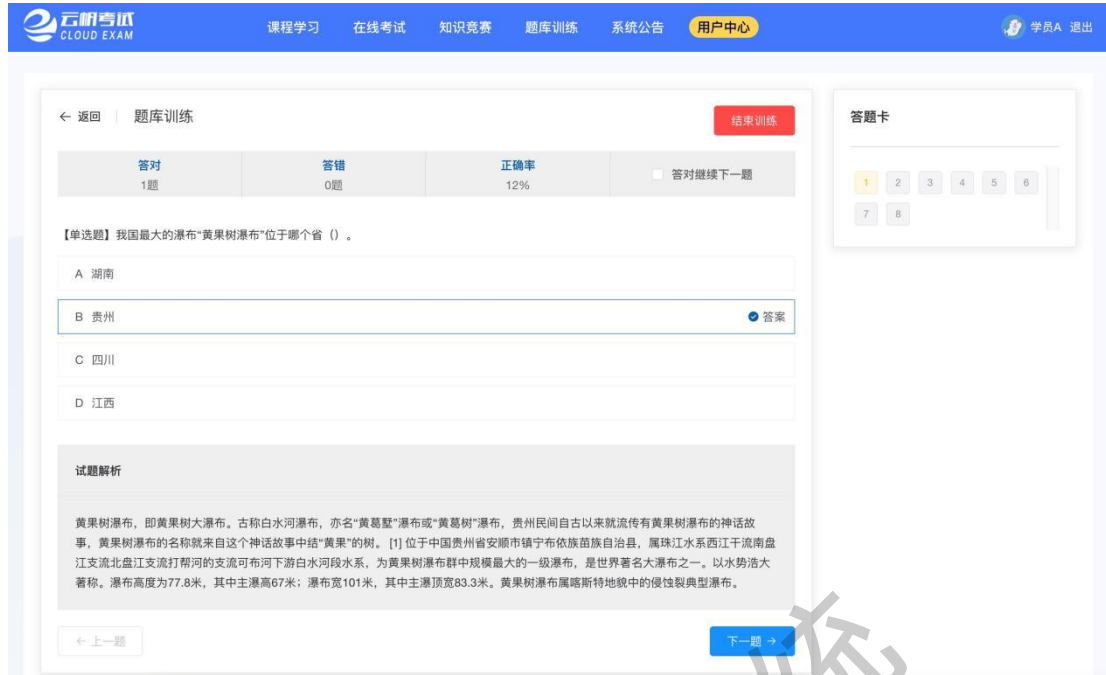 云帆考试
CLOUD EXAM
课程学习 在线考试 知识竞赛 题库训练 系统公告 用户中心 学员A 退出
← 返回 题库训练 结束训练
答对 答错 正确率 答对继续下一题
1题 0题 12%
【单选题】我国最大的瀑布“黄果树瀑布”位于哪个省（）。
A 湖南
B 贵州 答案
C 四川
D 江西
试题解析
黄果树瀑布，即黄果树大瀑布。古称白水河瀑布，亦名“黄葛墅”瀑布或“黄葛树”瀑布，贵州民间自古以来就流传有黄果树瀑布的神话故
事，黄果树瀑布的名称就来自这个神话故事中结“黄果”的树。 [1] 位于中国贵州省安顺市镇宁布依族苗族自治县，属珠江水系西江干流南盘
江支流北盘江支流打帮河的支流可布河下游白水河段水系，为黄果树瀑布群中规模最大的一级瀑布，是世界著名大瀑布之一。以水势浩大
著称。瀑布高度为77.8米，其中主瀑高67米；瀑布宽101米，其中主瀑顶宽83.3米。黄果树瀑布属喀斯特地貌中的侵蚀裂典型瀑布。
← 上一题 下一题 →
答题卡
1 2 3 4 5 6
7 8
统